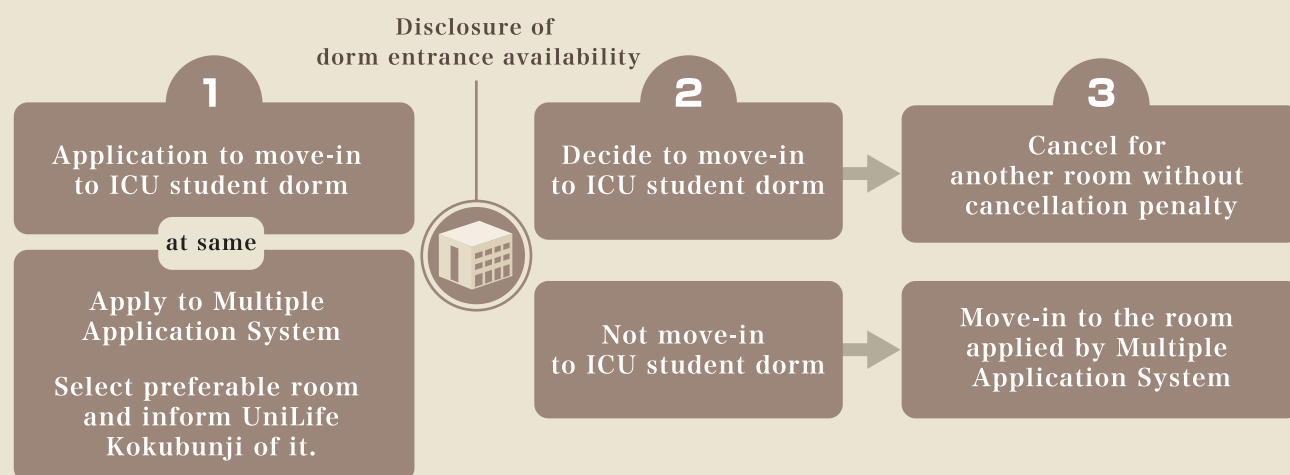 Disclosure of
dorm entrance availability
1
Application to move-in
to ICU student dorm
at same
Apply to Multiple
Application System
Select preferable room
and inform UniLife
Kokubunji of it.
2
Decide to move-in
to ICU student dorm
Not move-in
to ICU student dorm
3
Cancel for
another room without
cancellation penalty
Move-in to the room
applied by Multiple
Application System